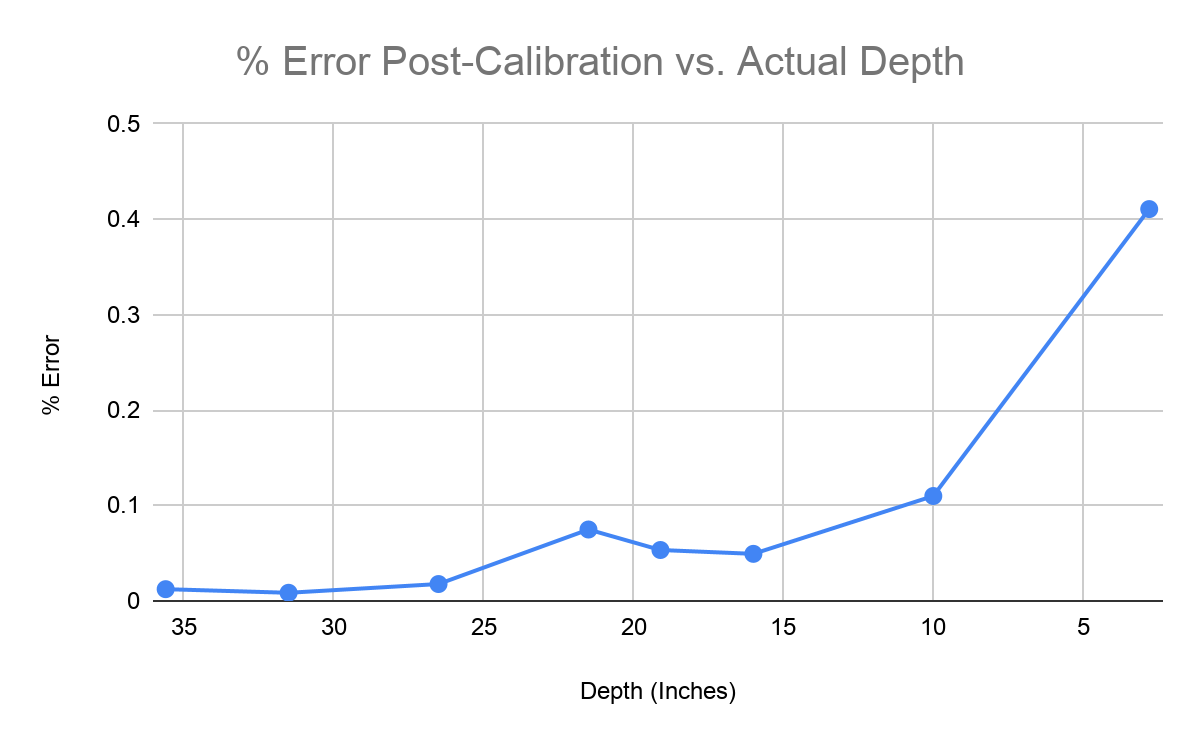 % Error Post-Calibration vs. Actual Depth
0.5
0.4
0.3
0.2
0.1
0
% Error
35 30 25 20 15 10 5
Depth (Inches)